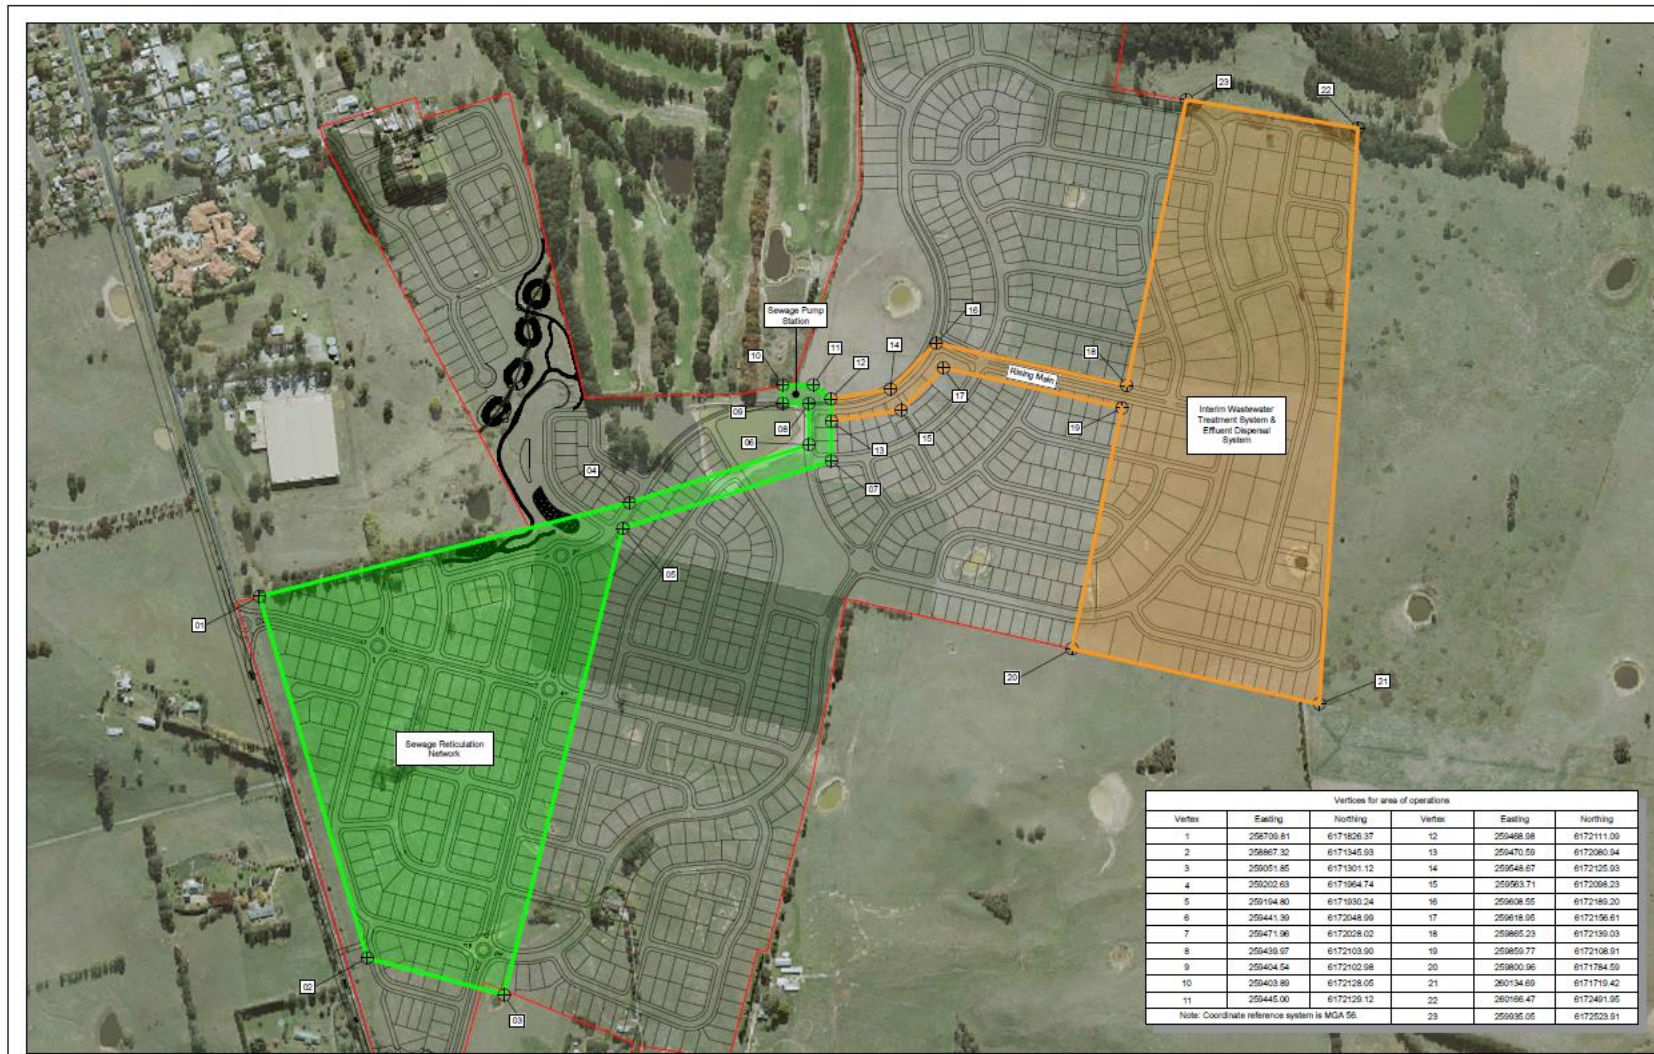 23
22
Sewage Pump
Station
16
10
11
12
14
18
Rising Main
17
09
08
06
19
15
13
Interim Wastewater
Treatment System &
Effluent Dispersal
System
04
07
05
01
20
21
Sewage Reticulation
Network
02
03
Vertices for area of operations
Vertex Easting Northing Vertex Easting Northing
1 258709.81 6171826.37 12 259468.98 6172111.09
2 258867.32 6171345.93 13 259470.59 6172080.94
3 259051.85 6171301.12 14 259548.67 6172125.93
4 259202.63 6171964.74 15 259563.71 6172098.23
5 259194.80 6171930.24 16 259608.55 6172189.20
6 259441.39 6172048.99 17 259618.95 6172156.61
7 259471.96 6172028.02 18 259865.23 6172139.03
8 259439.97 6172103.90 19 259859.77 6172108.91
9 259404.54 6172102.98 20 259800.96 6171784.59
10 259403.89 6172128.05 21 260134.69 6171719.42
11 259445.00 6172129.12 22 260166.47 6172491.95
Note: Coordinate reference system is MGA 56. 23 259935.05 6172523.91